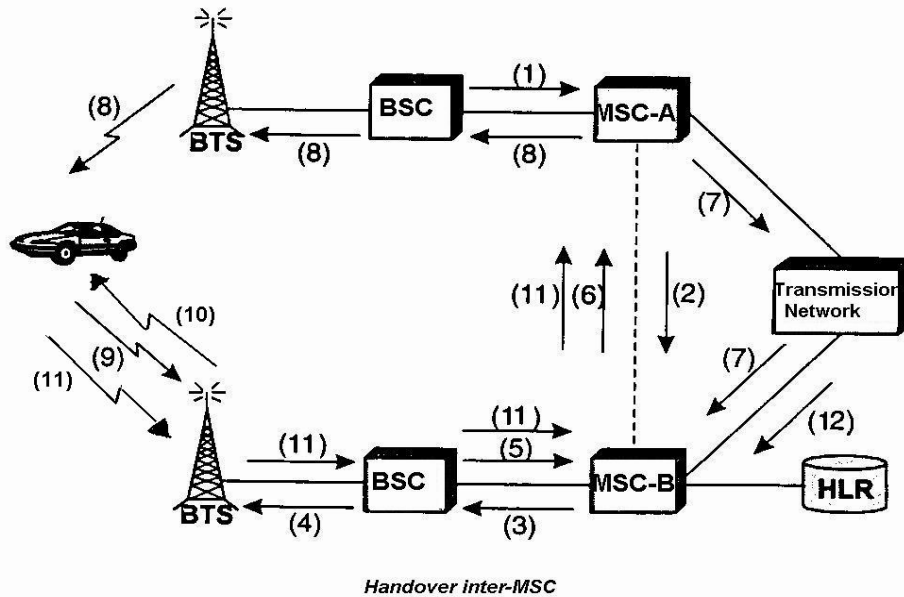 (1)
BSC
MSC-A
(8)
BTS
(8)
(8)
(7)
(11)
(6)
(2)
Transmission
Network
(10)
(9)
(11)
(7)
(11)
(11)
(5)
(12)
BSC
MSC-B
HLR
BTS
(4)
(3)
Handover inter-MSC